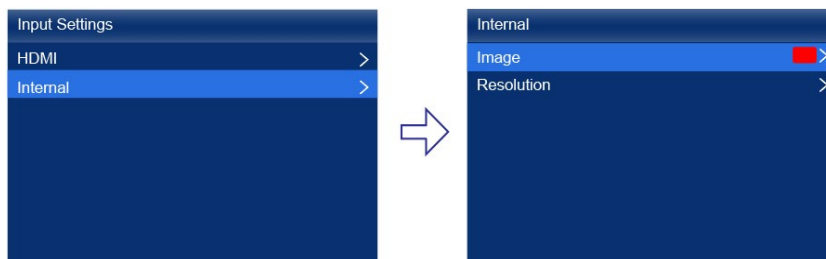 Input Settings
HDMI
Internal
Internal
Image
Resolution